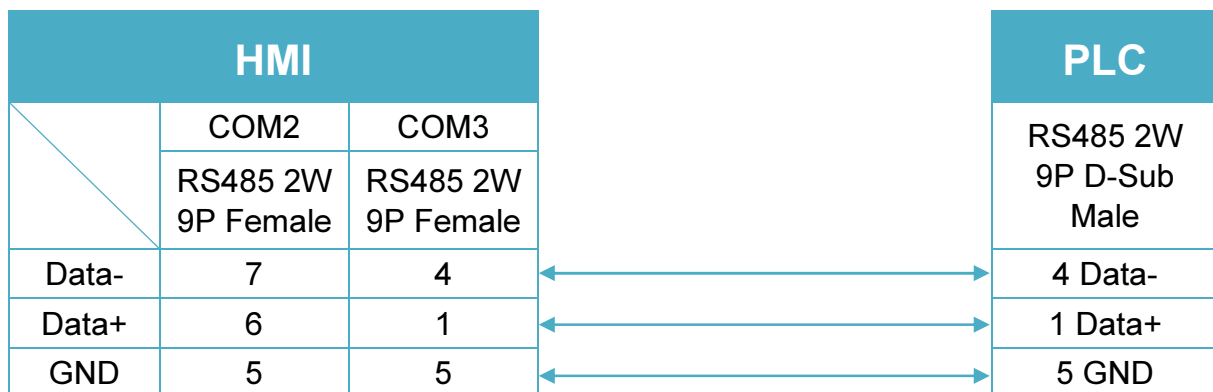 HMI PLC
COM2 COM3
RS485 2W
9P Female
RS485 2W
9P Female
RS485 2W
9P D-Sub
Male
Data- 7 4 4 Data-
Data+ 6 1 1 Data+
GND 5 5 5 GND